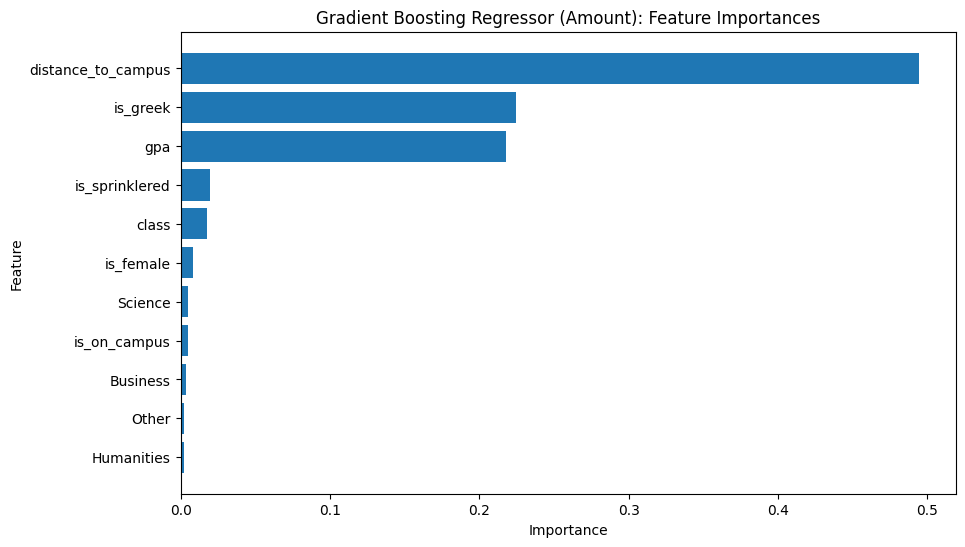 Gradient Boosting Regressor (Amount): Feature Importances
distance_to_campus
is_greek
gpa
is_sprinklered
class
is_female
Science
is_on_campus
Business
Other
Humanities
Feature
0.0 0.1 0.2 0.3 0.4 0.5
Importance